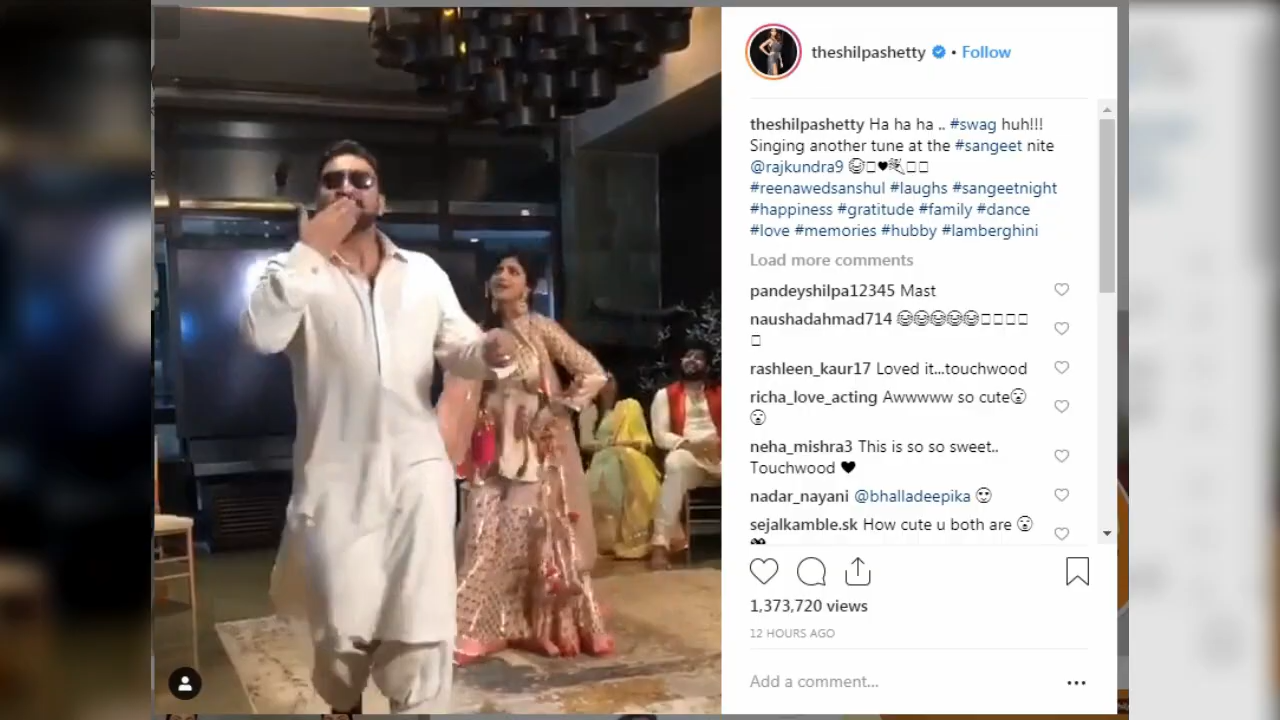 theshilpashetty • Follow
theshilpashetty Ha ha ha .. #swag huh!!!
Singing another tune at the #sangeet nite
@rajkundra9 😂▯♥💃▯▯
#reenawedsanshul #laughs #sangeetnight
#happiness #gratitude #family #dance
#love #memories #hubby #lamberghini
Load more comments
pandeyshilpa12345 Mast
naushadahmad714 😂😂😂😂😂▯▯▯▯
▯
rashleen_kaur17 Loved it...touchwood
richa_love_acting Awwwww so cute😘
😘
neha_mishra3 This is so so sweet..
Touchwood ♥
nadar_nayani @bhalladeepika 😍
sejalkamble.sk How cute u both are 😘
1,373,720 views
12 HOURS AGO
Add a comment...